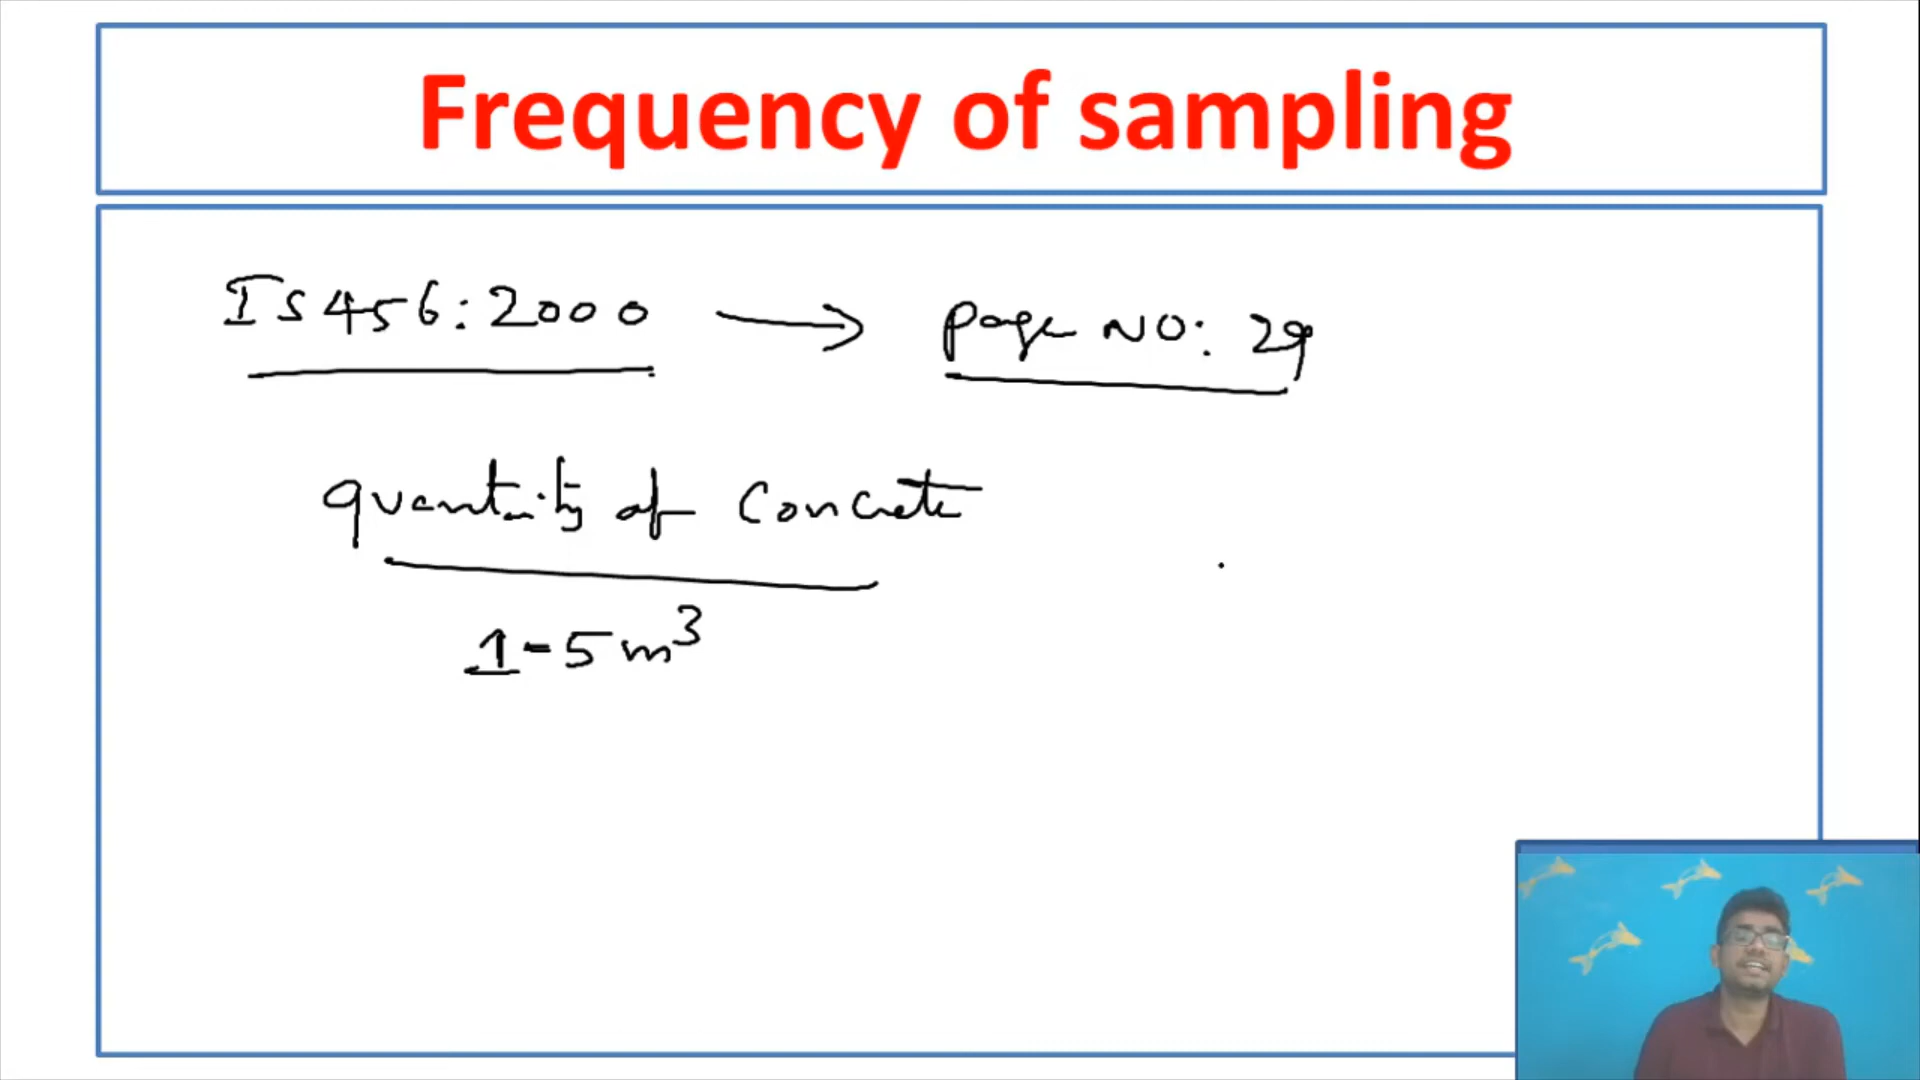 Frequency of sampling
IS 456:2000 → page NO: 29
quantity of concrete
1-5 m³